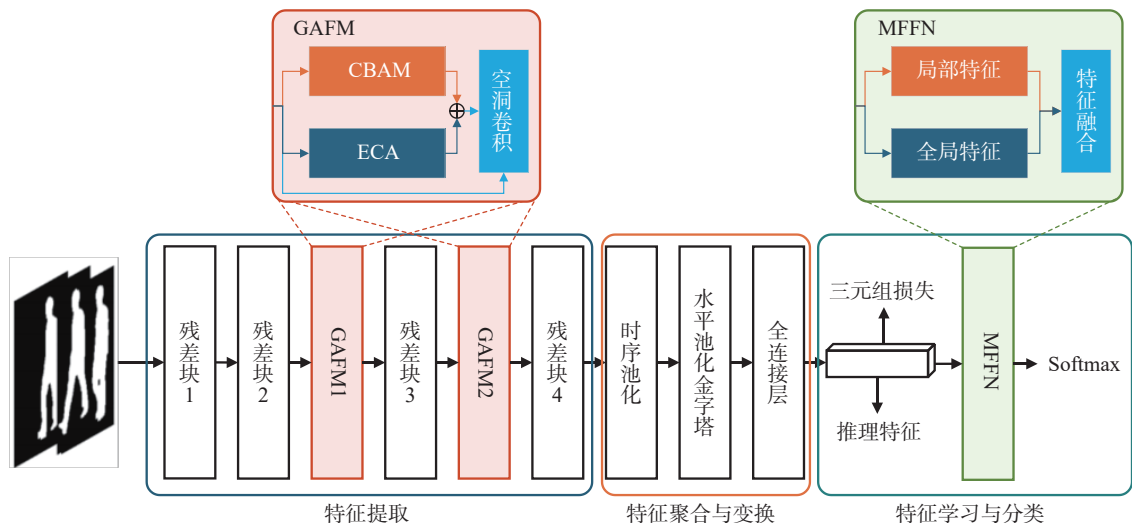 GAFM
CBAM
ECA
空洞卷积
MFFN
局部特征
全局特征
特征融合
残差块1
残差块2
GAFM1
残差块3
GAFM2
残差块4
时序池化
水平池化金字塔
全连接层
三元组损失
推理特征
MFFN
Softmax
特征提取
特征聚合与变换
特征学习与分类